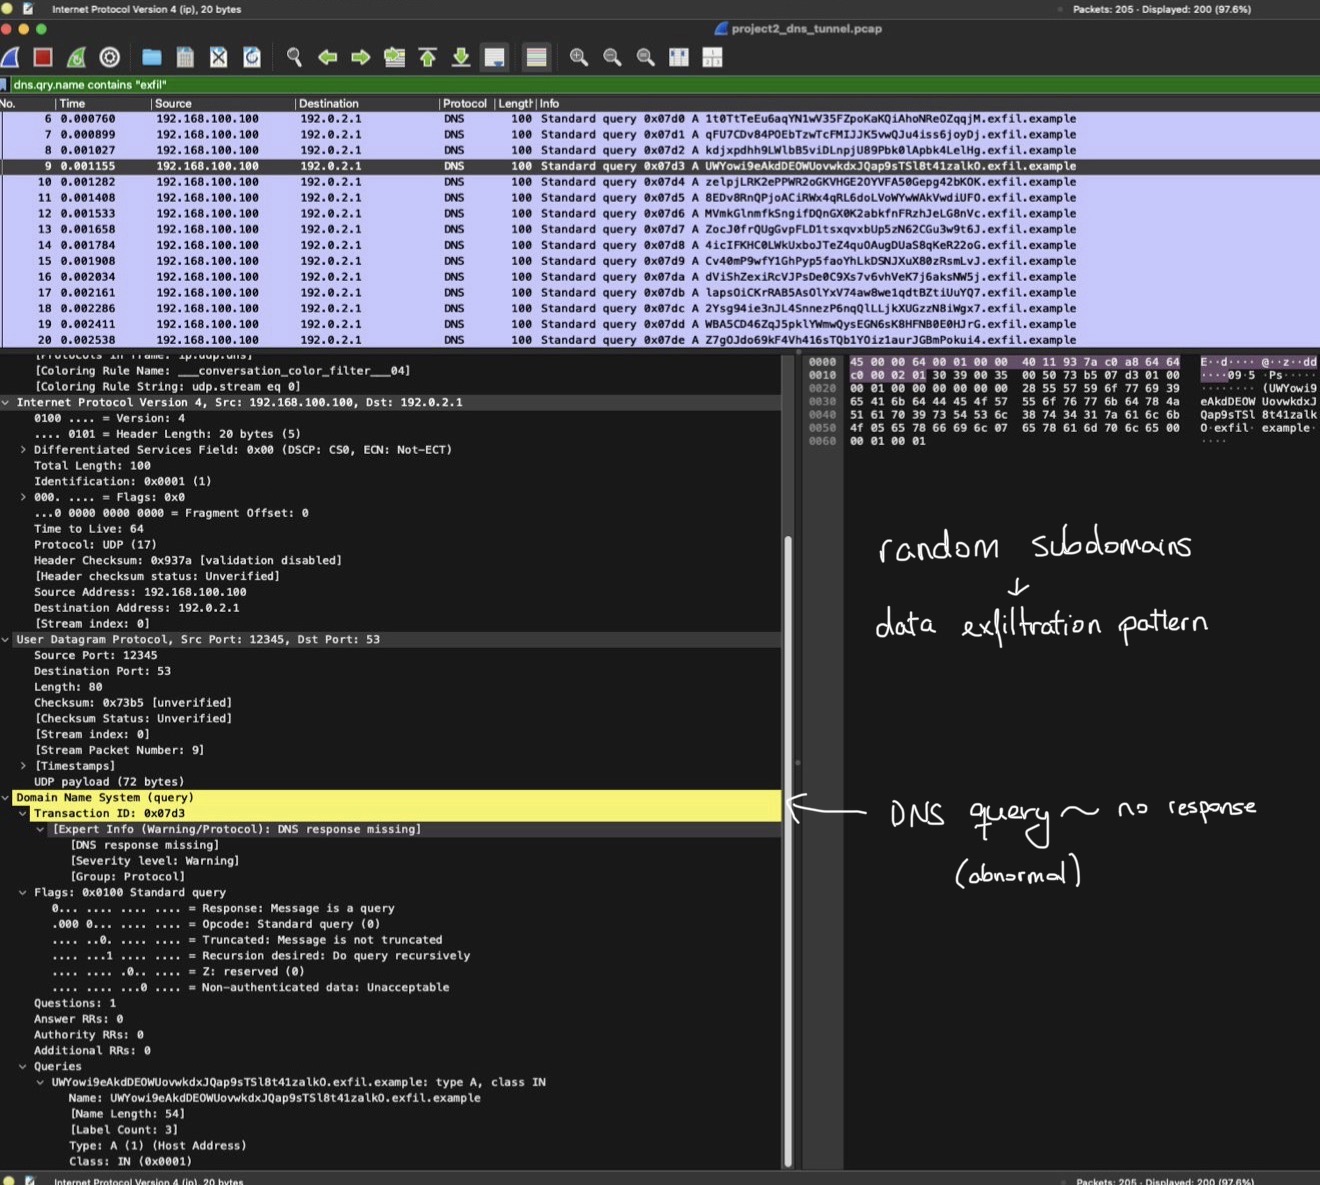 Internet Protocol Version 4 (ip), 20 bytes
Packets: 205 · Displayed: 200 (97.6%)
project2_dns_tunnel.pcap
dns.qry.name contains "exfil"
No. Time Source Destination Protocol Length Info
6 0.000760 192.168.100.100 192.0.2.1 DNS 100 Standard query 0x07d0 A 1t0TtTeEu6aqYN1wV35FZpoKaKQiAhoNReOZqqjM.exfil.example
7 0.000899 192.168.100.100 192.0.2.1 DNS 100 Standard query 0x07d1 A qFU7CDv84POEbTzwTcFMIJJK5vwQJu4iss6joyDj.exfil.example
8 0.001027 192.168.100.100 192.0.2.1 DNS 100 Standard query 0x07d2 A kdjxpdhh9LWlbB5viDLnpjU89Pbk0lApbk4LelHg.exfil.example
9 0.001155 192.168.100.100 192.0.2.1 DNS 100 Standard query 0x07d3 A UWYowi9eAkdDEOWUovwkdxJQap9sTSl8t41zalkO.exfil.example
10 0.001282 192.168.100.100 192.0.2.1 DNS 100 Standard query 0x07d4 A zelpjLRK2ePPWR2oGKVHGE2OYVFA50Gepg42bKOK.exfil.example
11 0.001408 192.168.100.100 192.0.2.1 DNS 100 Standard query 0x07d5 A 8EDv8RnQPjoACiRWx4qRL6doLVoWYwWAkVwdiUFO.exfil.example
12 0.001533 192.168.100.100 192.0.2.1 DNS 100 Standard query 0x07d6 A MVmkGlnmfkSngifDQnGX0K2abkfnFRzhJeLG8nVc.exfil.example
13 0.001658 192.168.100.100 192.0.2.1 DNS 100 Standard query 0x07d7 A ZocJ0frQUgGvpFLD1tsxqvxbUp5zN62CGu3w9t6J.exfil.example
14 0.001784 192.168.100.100 192.0.2.1 DNS 100 Standard query 0x07d8 A 4icIFKHC0LWkUxboJTeZ4quOAugDUaS8qKeR22oG.exfil.example
15 0.001908 192.168.100.100 192.0.2.1 DNS 100 Standard query 0x07d9 A Cv40mP9wfY1GhPyp5faoYhLkDSNJXuX80zRsmLvJ.exfil.example
16 0.002034 192.168.100.100 192.0.2.1 DNS 100 Standard query 0x07da A dViShZexiRcVJPsDe0C9Xs7v6vhVeK7j6aksNW5j.exfil.example
17 0.002161 192.168.100.100 192.0.2.1 DNS 100 Standard query 0x07db A lapsOiCKrRAB5AsOlYxV74aw8we1qdtBZtiUuYQ7.exfil.example
18 0.002286 192.168.100.100 192.0.2.1 DNS 100 Standard query 0x07dc A 2Ysg94ie3nJL4SnnezP6nqQlLLjkXUGzzN8iWgx7.exfil.example
19 0.002411 192.168.100.100 192.0.2.1 DNS 100 Standard query 0x07dd A WBA5CD46ZqJ5pklYWmwQysEGN6sK8HFNB0E0HJrG.exfil.example
20 0.002538 192.168.100.100 192.0.2.1 DNS 100 Standard query 0x07de A Z7gOJdo69kF4Vh416sTQb1YOiz1aurJGBmPokui4.exfil.example
[Protocols in frame: ip:udp:dns]
[Coloring Rule Name: ___conversation_color_filter___04]
[Coloring Rule String: udp.stream eq 0]
Internet Protocol Version 4, Src: 192.168.100.100, Dst: 192.0.2.1
0100 .... = Version: 4
.... 0101 = Header Length: 20 bytes (5)
Differentiated Services Field: 0x00 (DSCP: CS0, ECN: Not-ECT)
Total Length: 100
Identification: 0x0001 (1)
000. .... = Flags: 0x0
...0 0000 0000 0000 = Fragment Offset: 0
Time to Live: 64
Protocol: UDP (17)
Header Checksum: 0x937a [validation disabled]
[Header checksum status: Unverified]
Source Address: 192.168.100.100
Destination Address: 192.0.2.1
[Stream index: 0]
User Datagram Protocol, Src Port: 12345, Dst Port: 53
Source Port: 12345
Destination Port: 53
Length: 80
Checksum: 0x73b5 [unverified]
[Checksum Status: Unverified]
[Stream index: 0]
[Stream Packet Number: 9]
[Timestamps]
UDP payload (72 bytes)
Domain Name System (query)
Transaction ID: 0x07d3
[Expert Info (Warning/Protocol): DNS response missing]
[DNS response missing]
[Severity level: Warning]
[Group: Protocol]
Flags: 0x0100 Standard query
0... .... .... .... = Response: Message is a query
.000 0... .... .... = Opcode: Standard query (0)
.... ..0. .... .... = Truncated: Message is not truncated
.... ...1 .... .... = Recursion desired: Do query recursively
.... .... .0.. .... = Z: reserved (0)
.... .... ...0 .... = Non-authenticated data: Unacceptable
Questions: 1
Answer RRs: 0
Authority RRs: 0
Additional RRs: 0
Queries
UWYowi9eAkdDEOWUovwkdxJQap9sTSl8t41zalkO.exfil.example: type A, class IN
Name: UWYowi9eAkdDEOWUovwkdxJQap9sTSl8t41zalkO.exfil.example
[Name Length: 54]
[Label Count: 3]
Type: A (1) (Host Address)
Class: IN (0x0001)
0000 45 00 00 64 00 01 00 00 40 11 93 7a c0 a8 64 64 E··d···· @··z··dd
0010 c0 00 02 01 30 39 00 35 00 50 73 b5 07 d3 01 00 ····09·5 ·Ps·····
0020 00 01 00 00 00 00 00 00 28 55 57 59 6f 77 69 39 ········ (UWYowi9
0030 65 41 6b 64 44 45 4f 57 55 6f 76 77 6b 64 78 4a eAkdDEOW UovwkdxJ
0040 51 61 70 39 73 54 53 6c 38 74 34 31 7a 61 6c 6b Qap9sTSl 8t41zalk
0050 4f 05 65 78 66 69 6c 07 65 78 61 6d 70 6c 65 00 O·exfil· example·
0060 00 01 00 01 ····
random subdomains
↓
data exfiltration pattern
DNS query ~ no response
(abnormal)
Internet Protocol Version 4 (ip), 20 bytes
Packets: 205 · Displayed: 200 (97.6%)